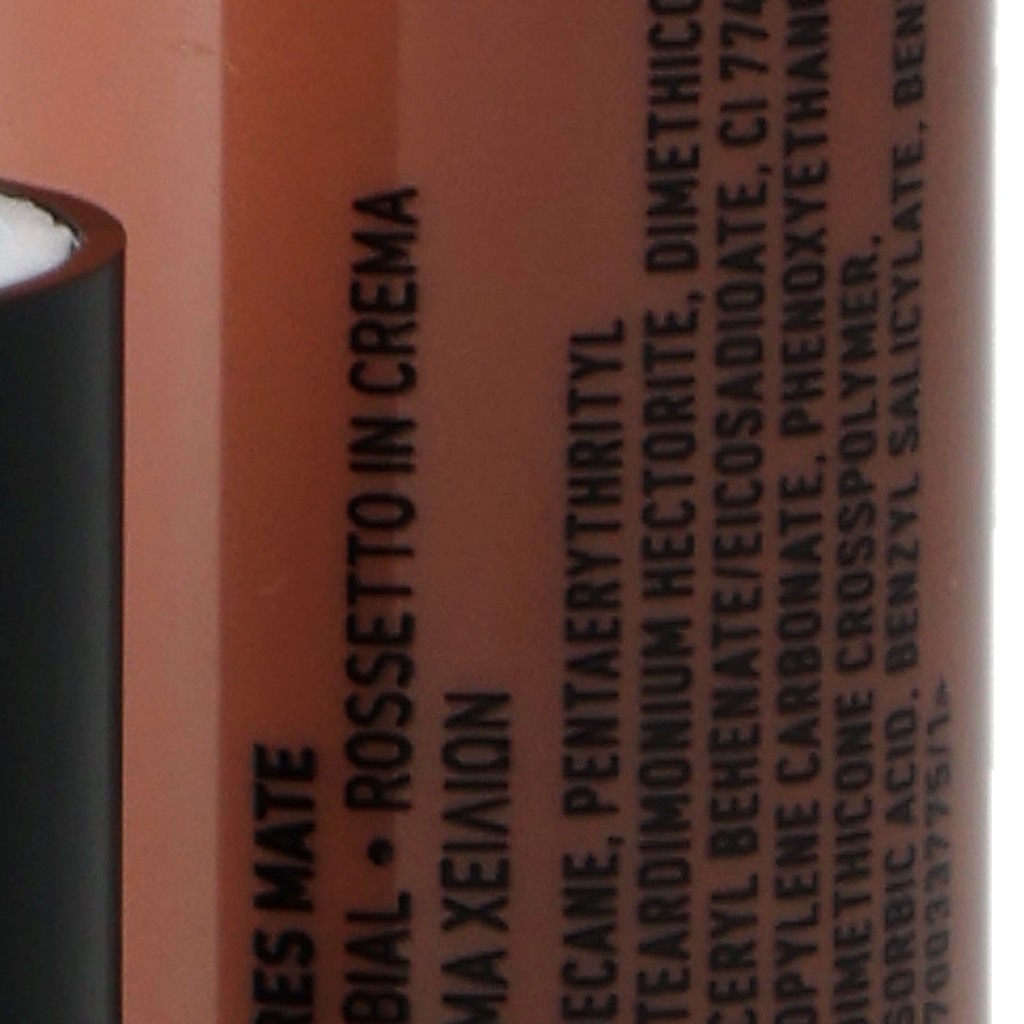 RES MATE
BIAL • ROSSETTO IN CREMA
MA ΧΕΙΛΙΩΝ
ECANE, PENTAERYTHRITYL
TEARDIMONIUM HECTORITE, DIMETHICO
CERYL BEHENATE/EICOSADIOATE, CI 774
OPYLENE CARBONATE, PHENOXYETHAN
DIMETHICONE CROSSPOLYMER.
SORBIC ACID. BENZYL SALICYLATE. BEN